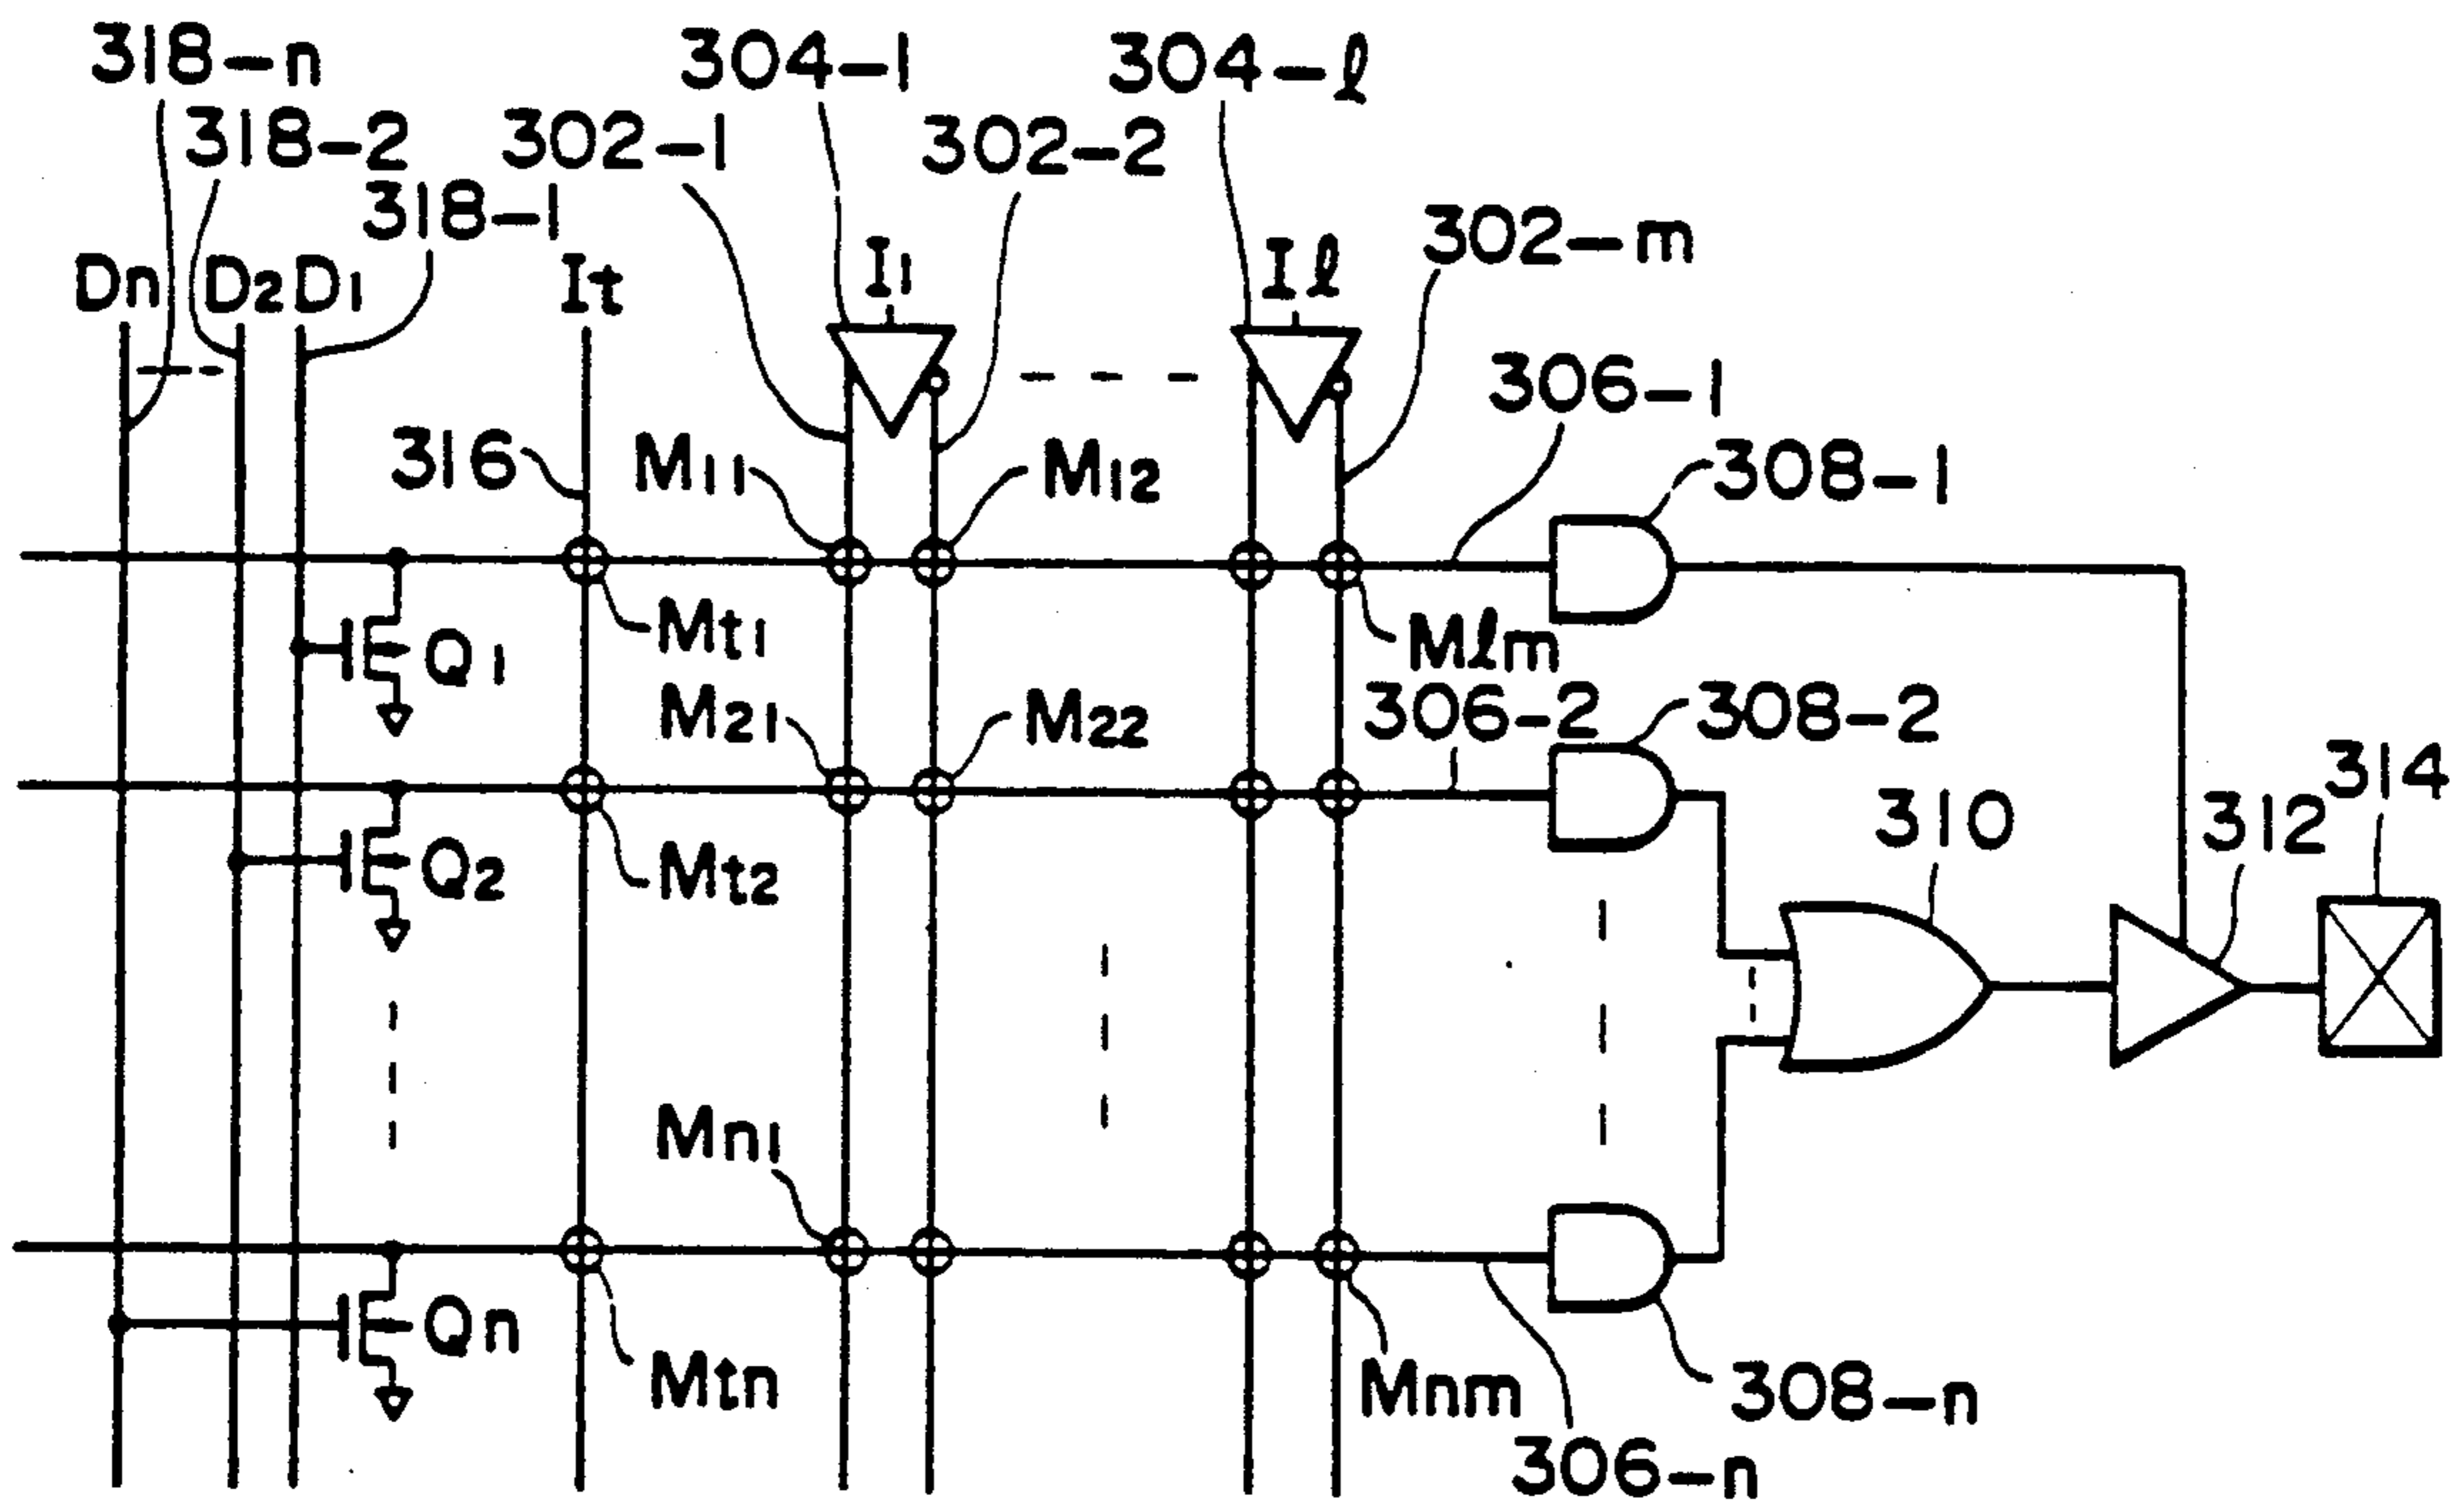 318-n
304-1
304-ℓ
318-2
302-1
302-2
318-1
302-m
Dn
D2
D1
It
I1
Iℓ
306-1
316
M11
M12
308-1
Mt1
Mℓm
Q1
M21
M22
306-2
308-2
314
310
312
Q2
Mt2
Mn1
Qn
Mtn
Mnm
308-n
306-n